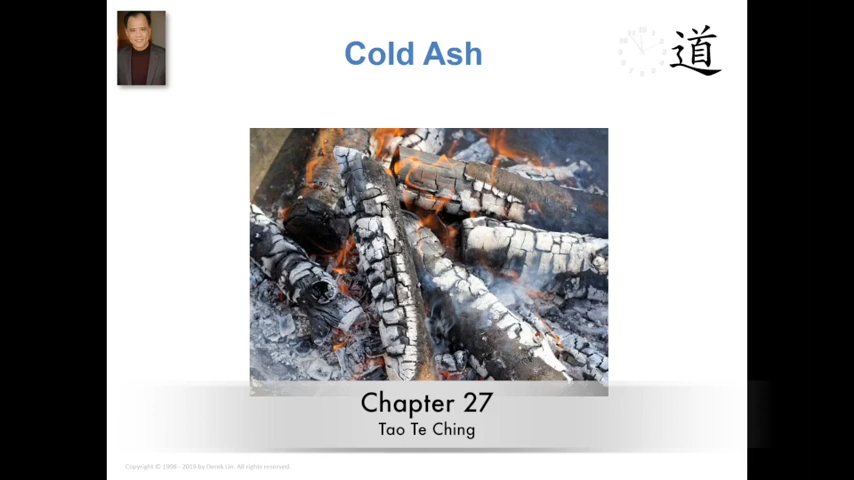 Cold Ash
道
Chapter 27
Tao Te Ching
Copyright © 1998 - 2019 by Derek Lin. All rights reserved.